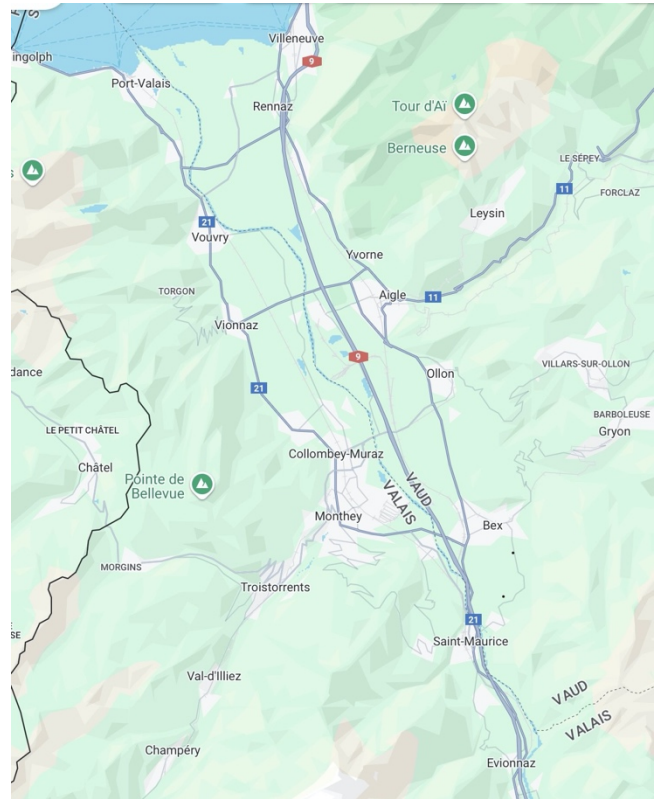 Villeneuve
ingolph
9
Port-Valais
Rennaz
Tour d'Aï
Berneuse
LE SÉPEY
s
11
FORCLAZ
Leysin
21
Vouvry
Yvorne
TORGON
Aigle
11
Vionnaz
9
VILLARS-SUR-OLLON
dance
Ollon
21
BARBOLEUSE
LE PETIT CHÂTEL
Gryon
Collombey-Muraz
Châtel
Pointe de
Bellevue
VAUD
VALAIS
Monthey
Bex
MORGINS
Troistorrents
21
SE
Saint-Maurice
Val-d'Illiez
VAUD
VALAIS
Champéry
Evionnaz